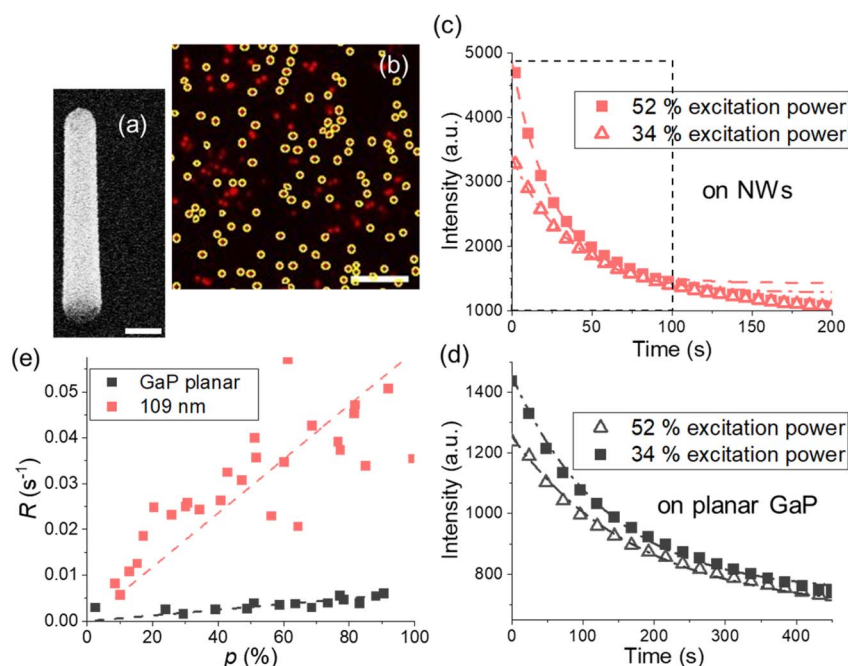 (a)
(b)
(c)
5000
4000
3000
2000
1000
Intensity (a.u.)
52 % excitation power
34 % excitation power
on NWs
0
50
100
150
200
Time (s)
(e)
0.05
0.04
0.03
0.02
0.01
0.00
R (s⁻¹)
GaP planar
109 nm
0
20
40
60
80
100
p (%)
(d)
1400
1200
1000
800
Intensity (a.u.)
52 % excitation power
34 % excitation power
on planar GaP
0
100
200
300
400
Time (s)